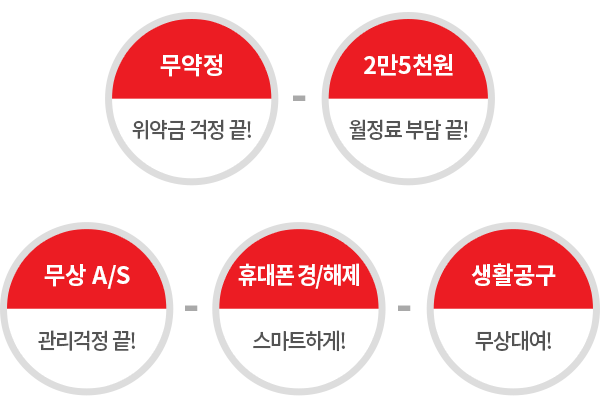 무약정
위약금 걱정 끝!
2만5천원
월정료 부담 끝!
무상 A/S
관리걱정 끝!
휴대폰 경/해제
스마트하게!
생활공구
무상대여!